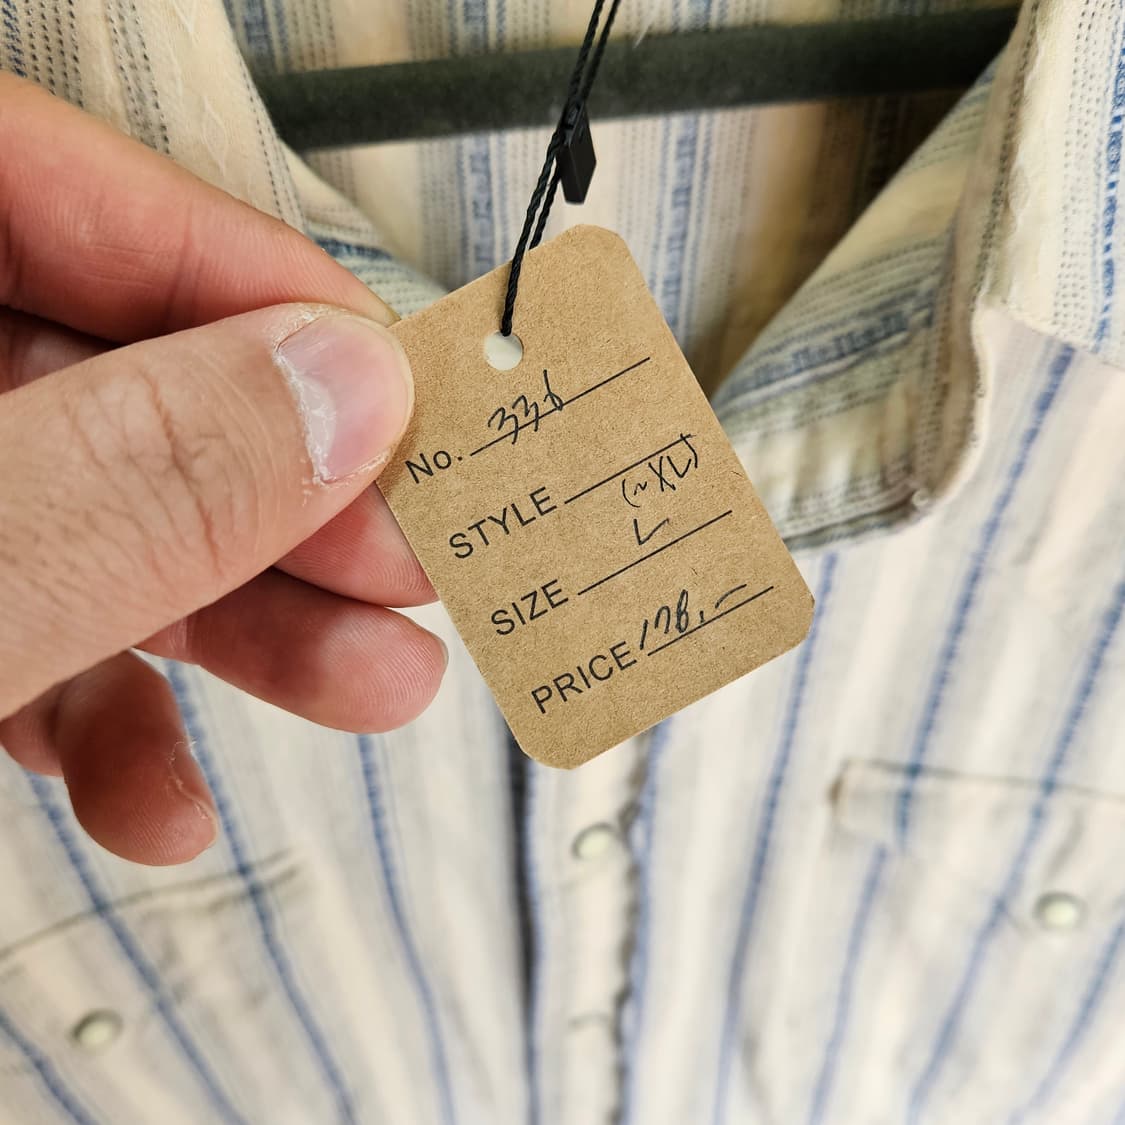 No. 336
STYLE
(~XL)
SIZE L
PRICE 178.-